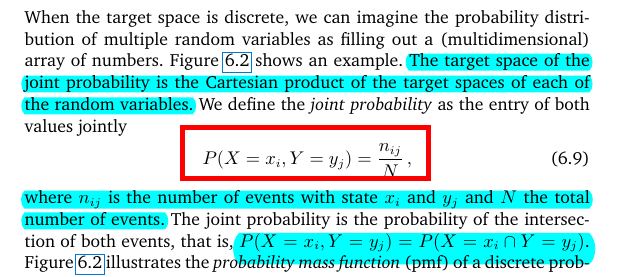 When the target space is discrete, we can imagine the probability distri-
bution of multiple random variables as filling out a (multidimensional)
array of numbers. Figure 6.2 shows an example. The target space of the
joint probability is the Cartesian product of the target spaces of each of
the random variables. We define the joint probability as the entry of both
values jointly
P(X = x_i, Y = y_j) = n_{ij}/N , (6.9)
where n_{ij} is the number of events with state x_i and y_j and N the total
number of events. The joint probability is the probability of the intersec-
tion of both events, that is, P(X = x_i, Y = y_j) = P(X = x_i ∩ Y = y_j).
Figure 6.2 illustrates the probability mass function (pmf) of a discrete prob-